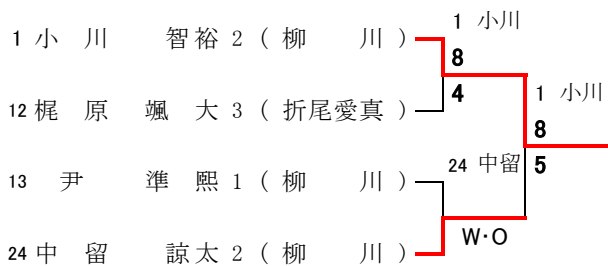 1 小川
1 小川 智裕 2 ( 柳 川 )
8
4
1 小川
12 梶原 颯大 3 ( 折尾愛真 )
8
24 中留 5
13 尹 準熙 1 ( 柳 川 )
W・O
24 中留 諒太 2 ( 柳 川 )